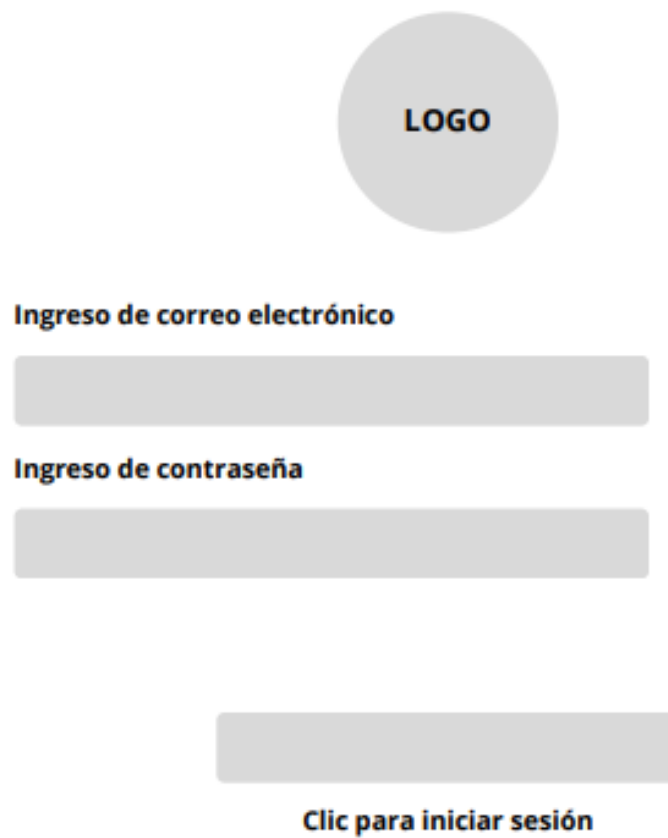 LOGO
Ingreso de correo electrónico
Ingreso de contraseña
Clic para iniciar sesión